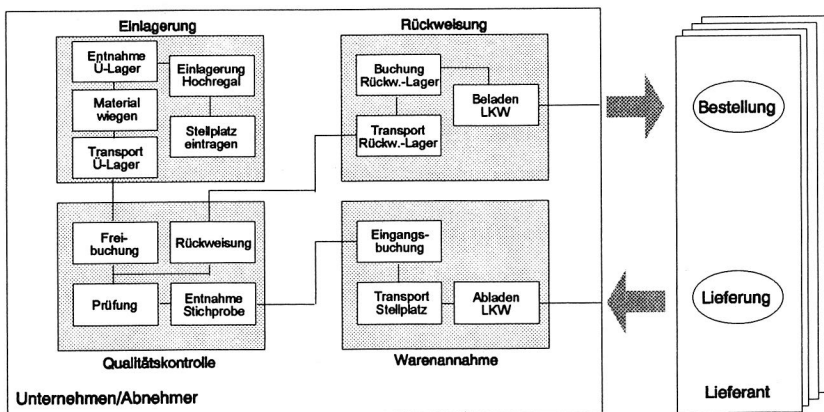 Einlagerung
Entnahme
Ü-Lager
Material
wiegen
Transport
Ü-Lager
Einlagerung
Hochregal
Stellplatz
eintragen
Rückweisung
Buchung
Rückw.-Lager
Transport
Rückw.-Lager
Beladen
LKW
Frei-
buchung
Rückweisung
Prüfung
Entnahme
Stichprobe
Qualitätskontrolle
Eingangs-
buchung
Transport
Stellplatz
Abladen
LKW
Warenannahme
Unternehmen/Abnehmer
Bestellung
Lieferung
Lieferant